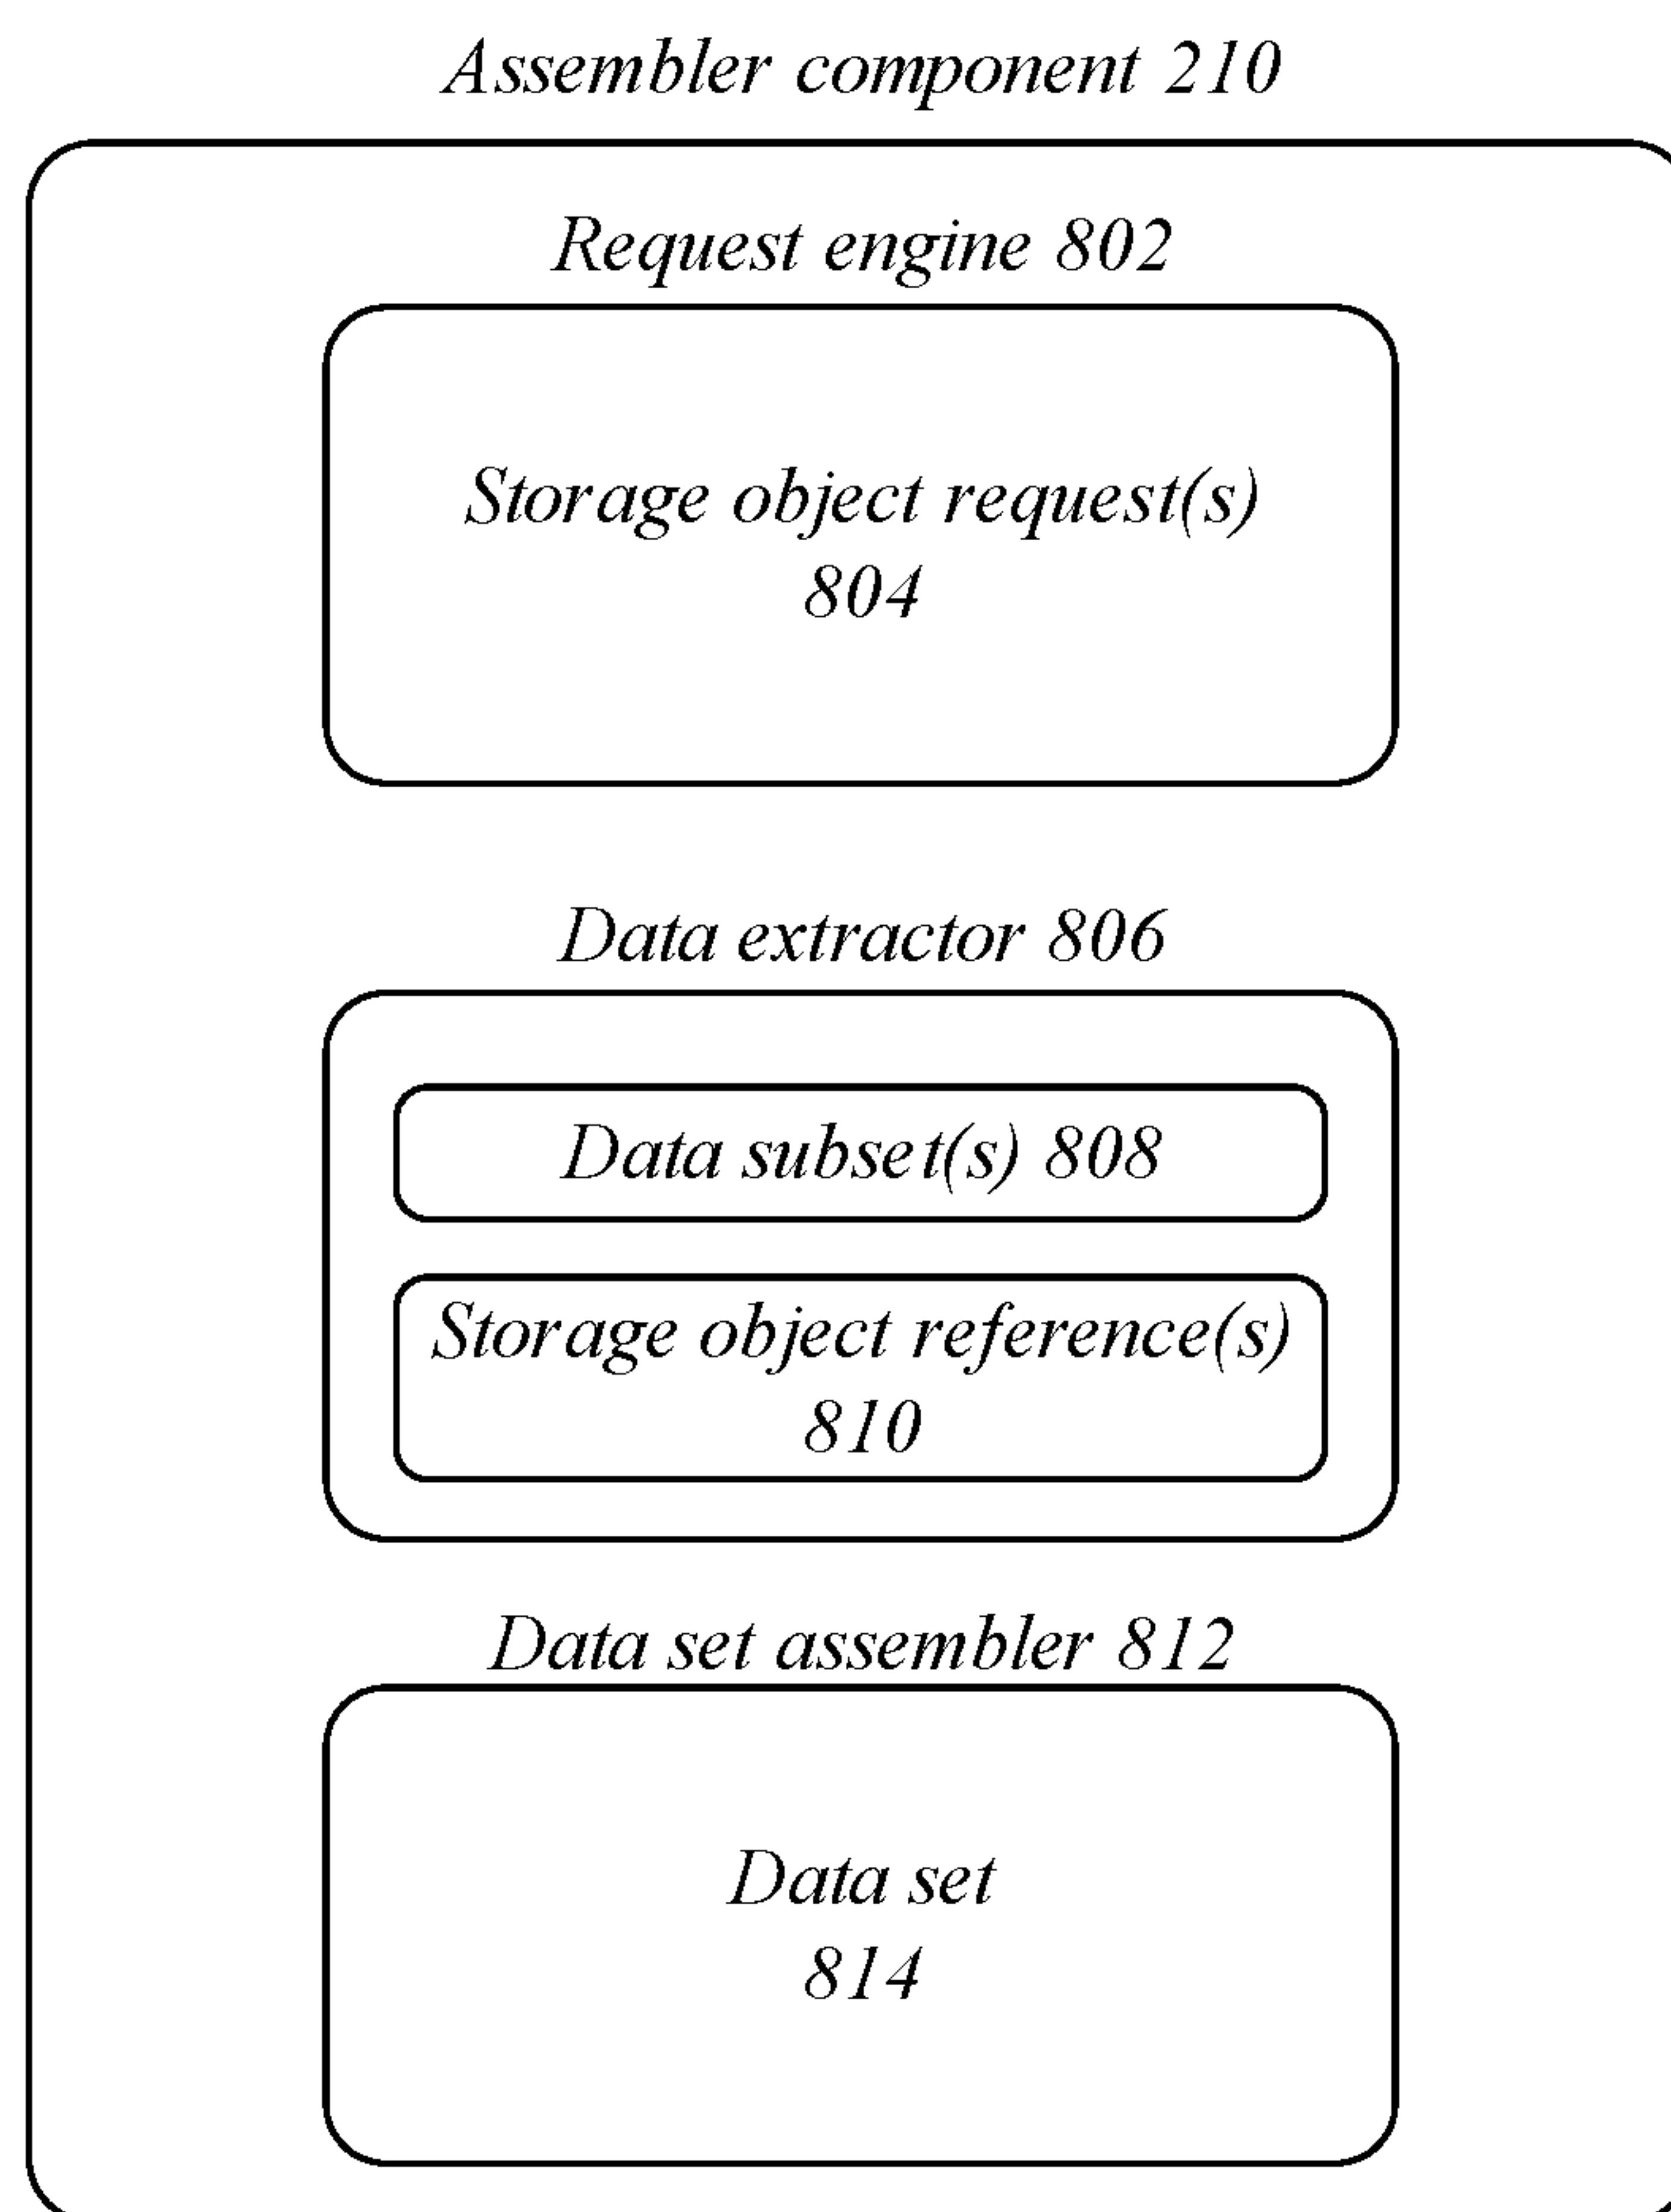 Assembler component 210
Request engine 802
Storage object request(s)
804
Data extractor 806
Data subset(s) 808
Storage object reference(s)
810
Data set assembler 812
Data set
814